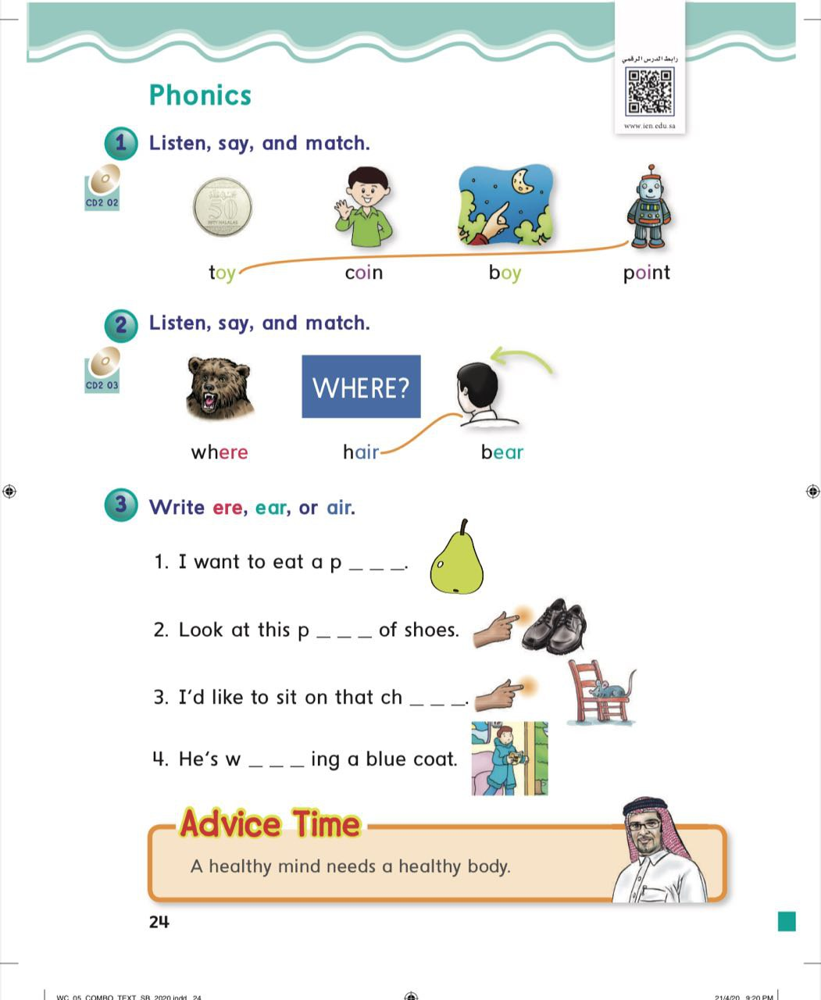 رابط الدرس الرقمي
www.ien.edu.sa
Phonics
1 Listen, say, and match.
CD2 02
50
FIFTY HALALAS
toy coin boy point
2 Listen, say, and match.
CD2 03
WHERE?
where hair bear
3 Write ere, ear, or air.
1. I want to eat a p _ _ _.
2. Look at this p _ _ _ of shoes.
3. I'd like to sit on that ch _ _ _.
4. He's w _ _ _ ing a blue coat.
Advice Time
A healthy mind needs a healthy body.
24
WC_05_COMBO_TEXT_SB_2020.indd 24 21/4/20 9:20 PM